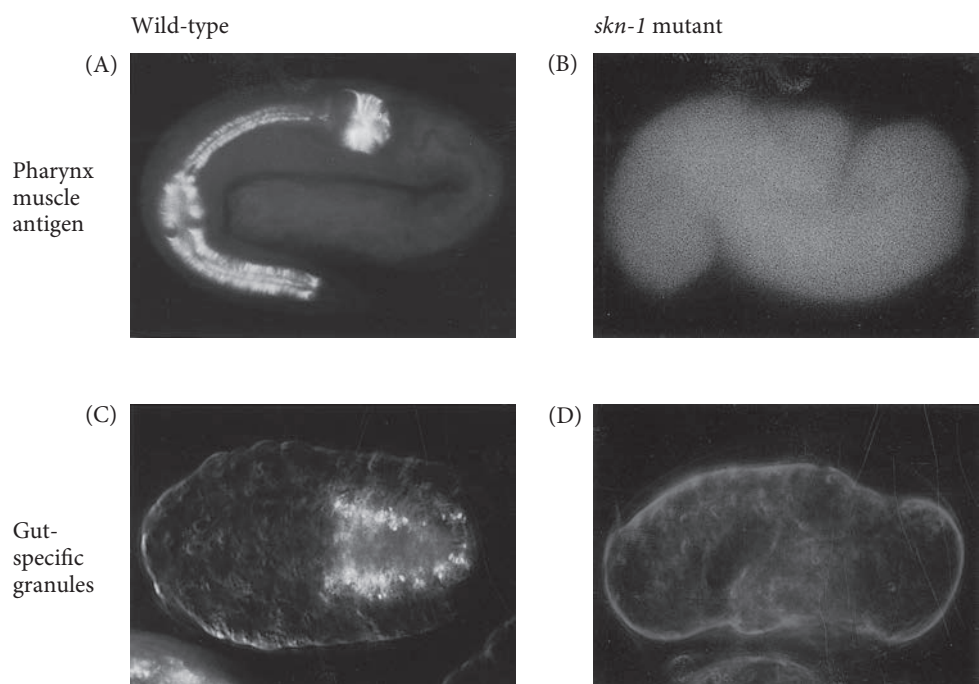 Wild-type
skn-1 mutant
(A)
(B)
Pharynx
muscle
antigen
(C)
(D)
Gut-
specific
granules